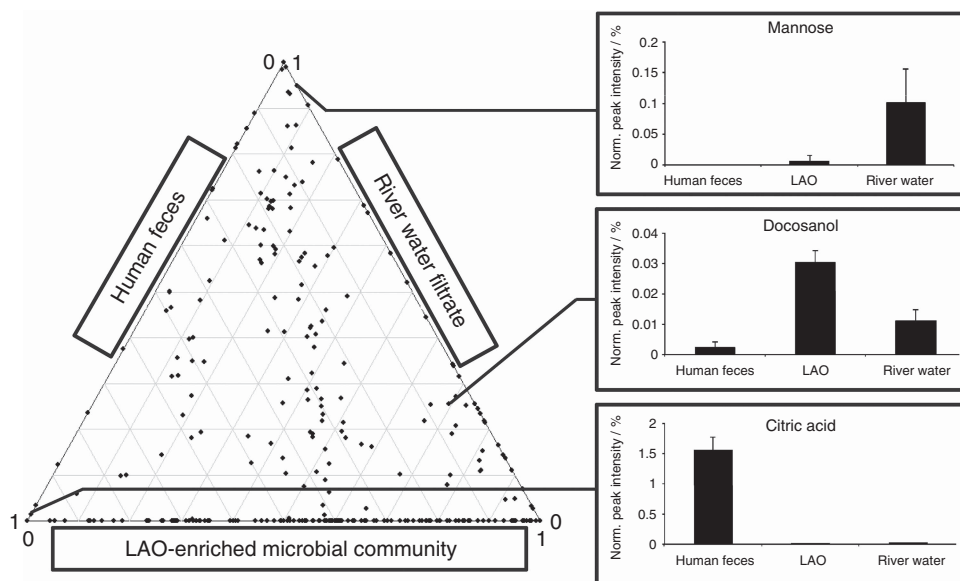 0 1
Human feces
River water filtrate
1
0
0
1
LAO-enriched microbial community
Mannose
Norm. peak intensity / %
0.2
0.15
0.1
0.05
0
Human feces LAO River water
Docosanol
Norm. peak intensity / %
0.04
0.03
0.02
0.01
0
Human feces LAO River water
Citric acid
Norm. peak intensity / %
2
1.5
1
0.5
0
Human feces LAO River water